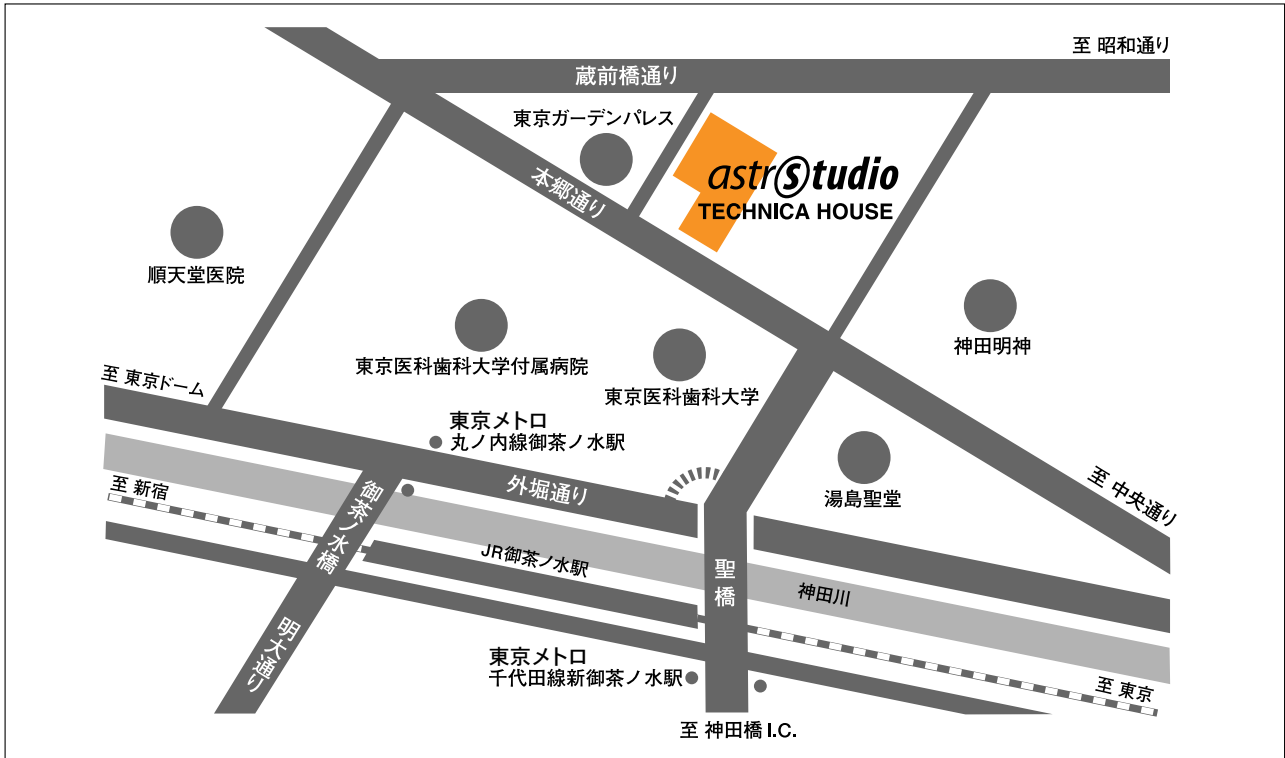 至 昭和通り
蔵前橋通り
東京ガーデンパレス
astrⓢtudio
TECHNICA HOUSE
本郷通り
順天堂医院
神田明神
東京医科歯科大学付属病院
至 東京ドーム
東京医科歯科大学
東京メトロ
丸ノ内線御茶ノ水駅
至 新宿
外堀通り
湯島聖堂
至 中央通り
御茶ノ水橋
JR御茶ノ水駅
聖橋
神田川
明大通り
東京メトロ
千代田線新御茶ノ水駅
至 東京
至 神田橋 I.C.